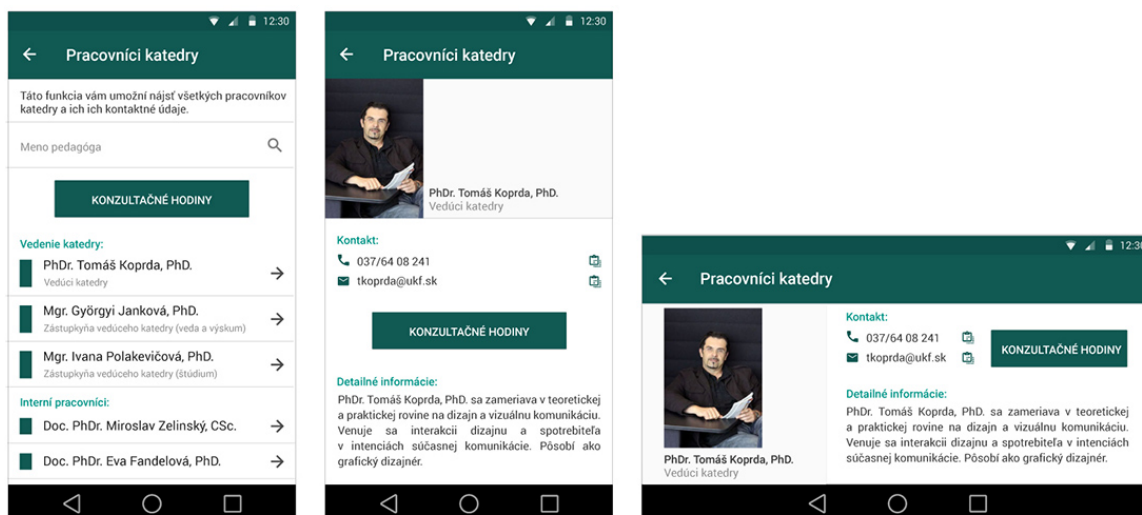 12:30
Pracovníci katedry
Táto funkcia vám umožní nájsť všetkých pracovníkov
katedry a ich ich kontaktné údaje.
Meno pedagóga
KONZULTAČNÉ HODINY
Vedenie katedry:
PhDr. Tomáš Koprda, PhD.
Vedúci katedry
Mgr. Györgyi Janková, PhD.
Zástupkyňa vedúceho katedry (veda a výskum)
Mgr. Ivana Polakevičová, PhD.
Zástupkyňa vedúceho katedry (štúdium)
Interní pracovníci:
Doc. PhDr. Miroslav Zelinský, CSc.
Doc. PhDr. Eva Fandelová, PhD.
12:30
Pracovníci katedry
PhDr. Tomáš Koprda, PhD.
Vedúci katedry
Kontakt:
037/64 08 241
tkoprda@ukf.sk
KONZULTAČNÉ HODINY
Detailné informácie:
PhDr. Tomáš Koprda, PhD. sa zameriava v teoretickej
a praktickej rovine na dizajn a vizuálnu komunikáciu.
Venuje sa interakcii dizajnu a spotrebiteľa
v intenciách súčasnej komunikácie. Pôsobí ako
grafický dizajnér.
12:30
Pracovníci katedry
PhDr. Tomáš Koprda, PhD.
Vedúci katedry
Kontakt:
037/64 08 241
tkoprda@ukf.sk
KONZULTAČNÉ HODINY
Detailné informácie:
PhDr. Tomáš Koprda, PhD. sa zameriava v teoretickej
a praktickej rovine na dizajn a vizuálnu komunikáciu.
Venuje sa interakcii dizajnu a spotrebiteľa v intenciách
súčasnej komunikácie. Pôsobí ako grafický dizajnér.